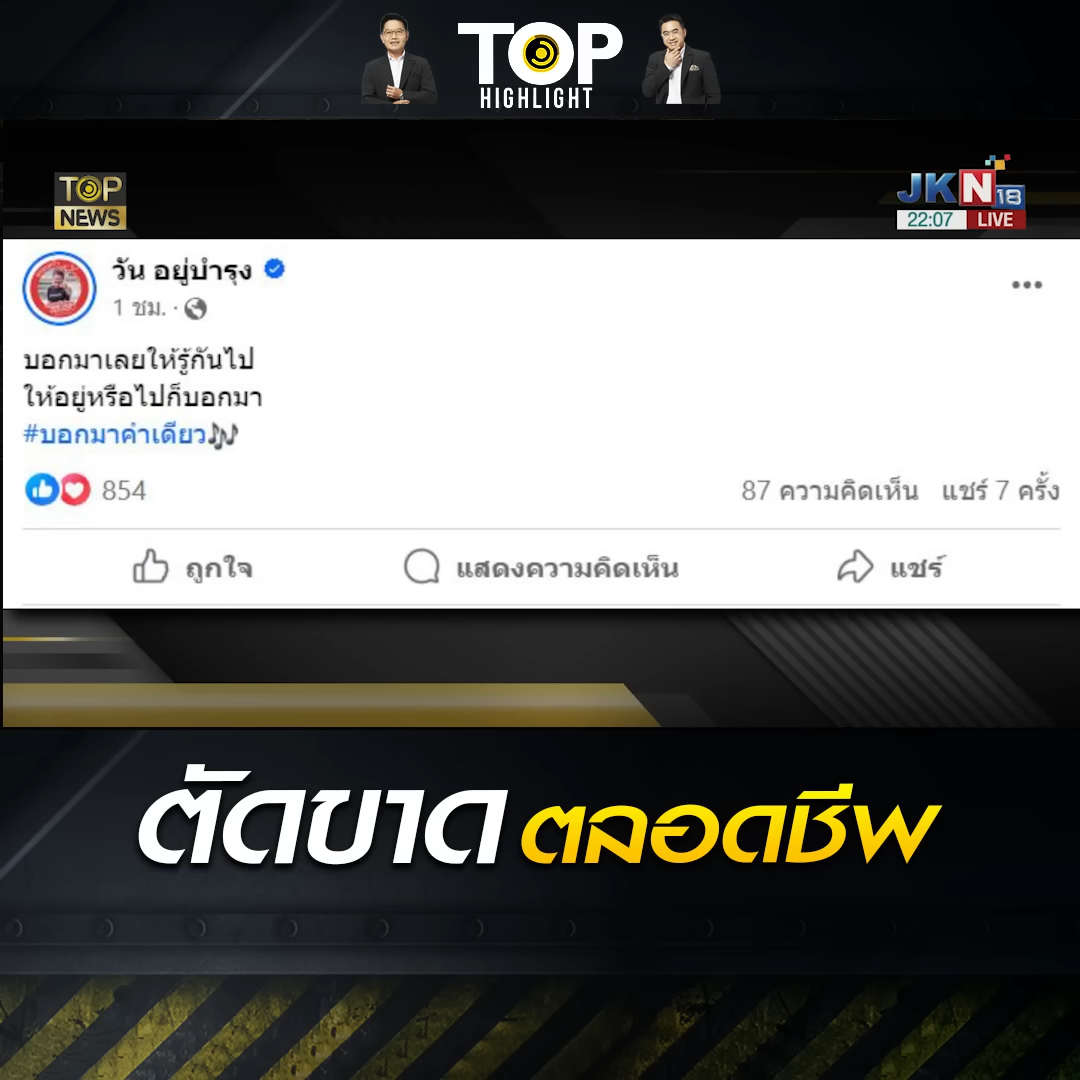 TOP
HIGHLIGHT
TOP
NEWS
JKN18
22:07 LIVE
วัน อยู่บำรุง
1 ชม. ·
บอกมาเลยให้รู้กันไป
ให้อยู่หรือไปก็บอกมา
#บอกมาคำเดียว🎶
854
87 ความคิดเห็น แชร์ 7 ครั้ง
ถูกใจ แสดงความคิดเห็น แชร์
ตัดขาด ตลอดชีพ